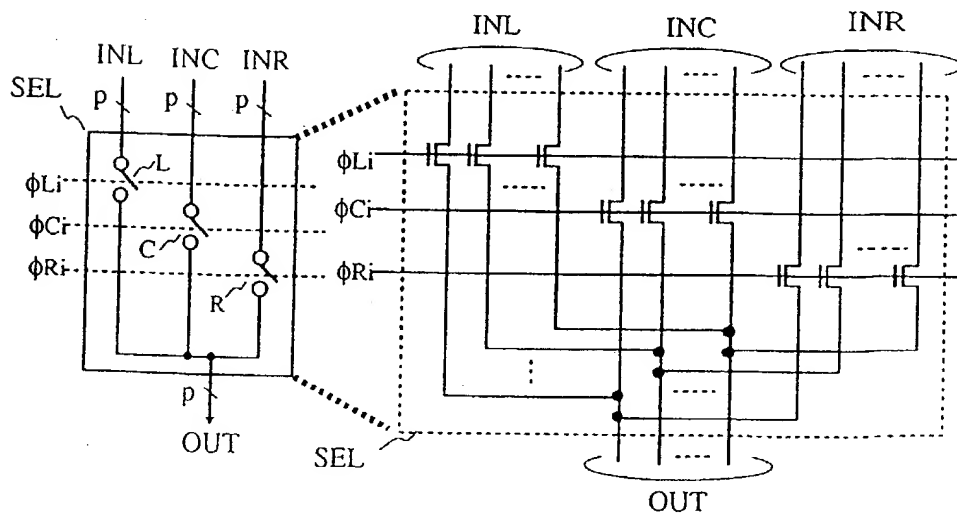 INL INC INR
SEL
p p p
L
φLi
φCi
C
φRi
R
p
OUT
INL INC INR
φLi
φCi
φRi
SEL
OUT